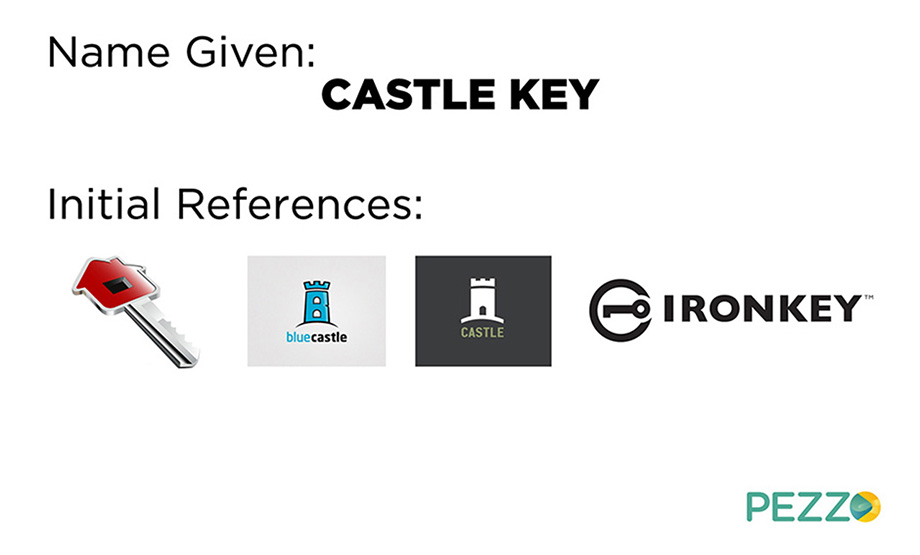 Name Given:
CASTLE KEY
Initial References:
bluecastle
CASTLE
IRONKEY™
PEZZO